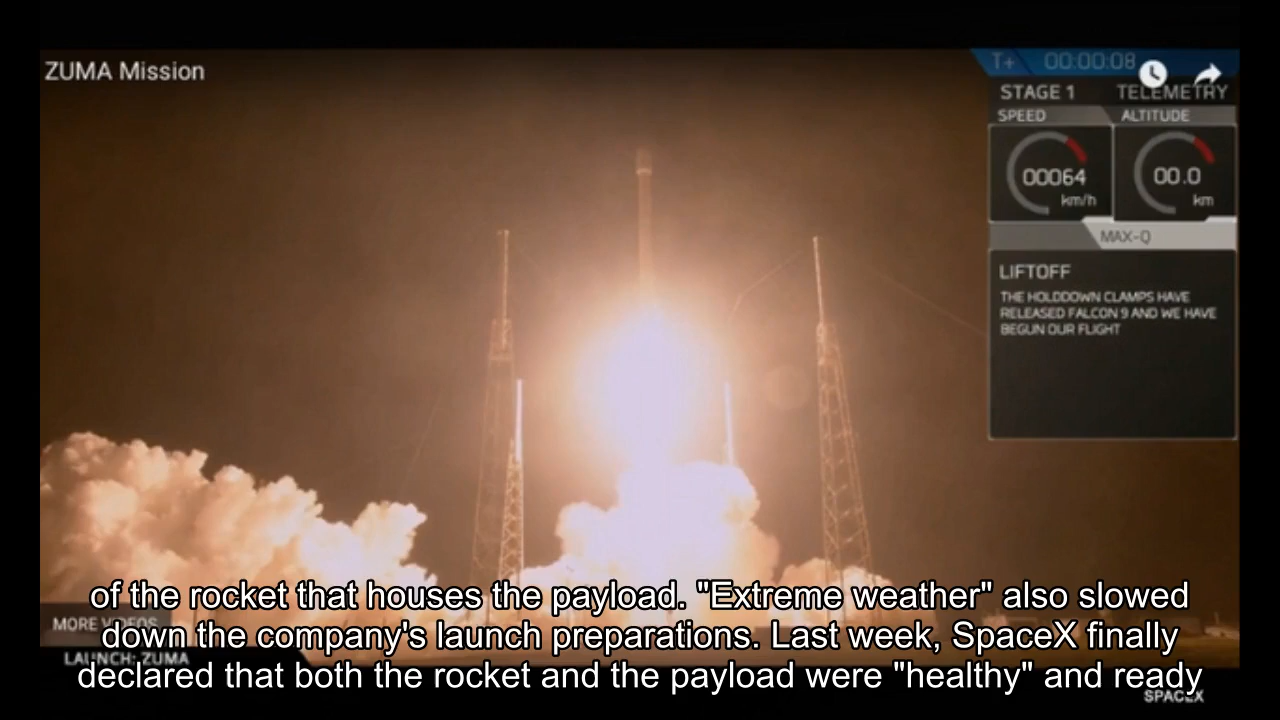 ZUMA Mission
T+ 00:00:08
STAGE 1 TELEMETRY
SPEED ALTITUDE
00064 00.0
km/h km
MAX-Q
LIFTOFF
THE HOLDDOWN CLAMPS HAVE
RELEASED FALCON 9 AND WE HAVE
BEGUN OUR FLIGHT
of the rocket that houses the payload. "Extreme weather" also slowed
MORE VIDEOS
down the company's launch preparations. Last week, SpaceX finally
LAUNCH: ZUMA
declared that both the rocket and the payload were "healthy" and ready
SPACEX